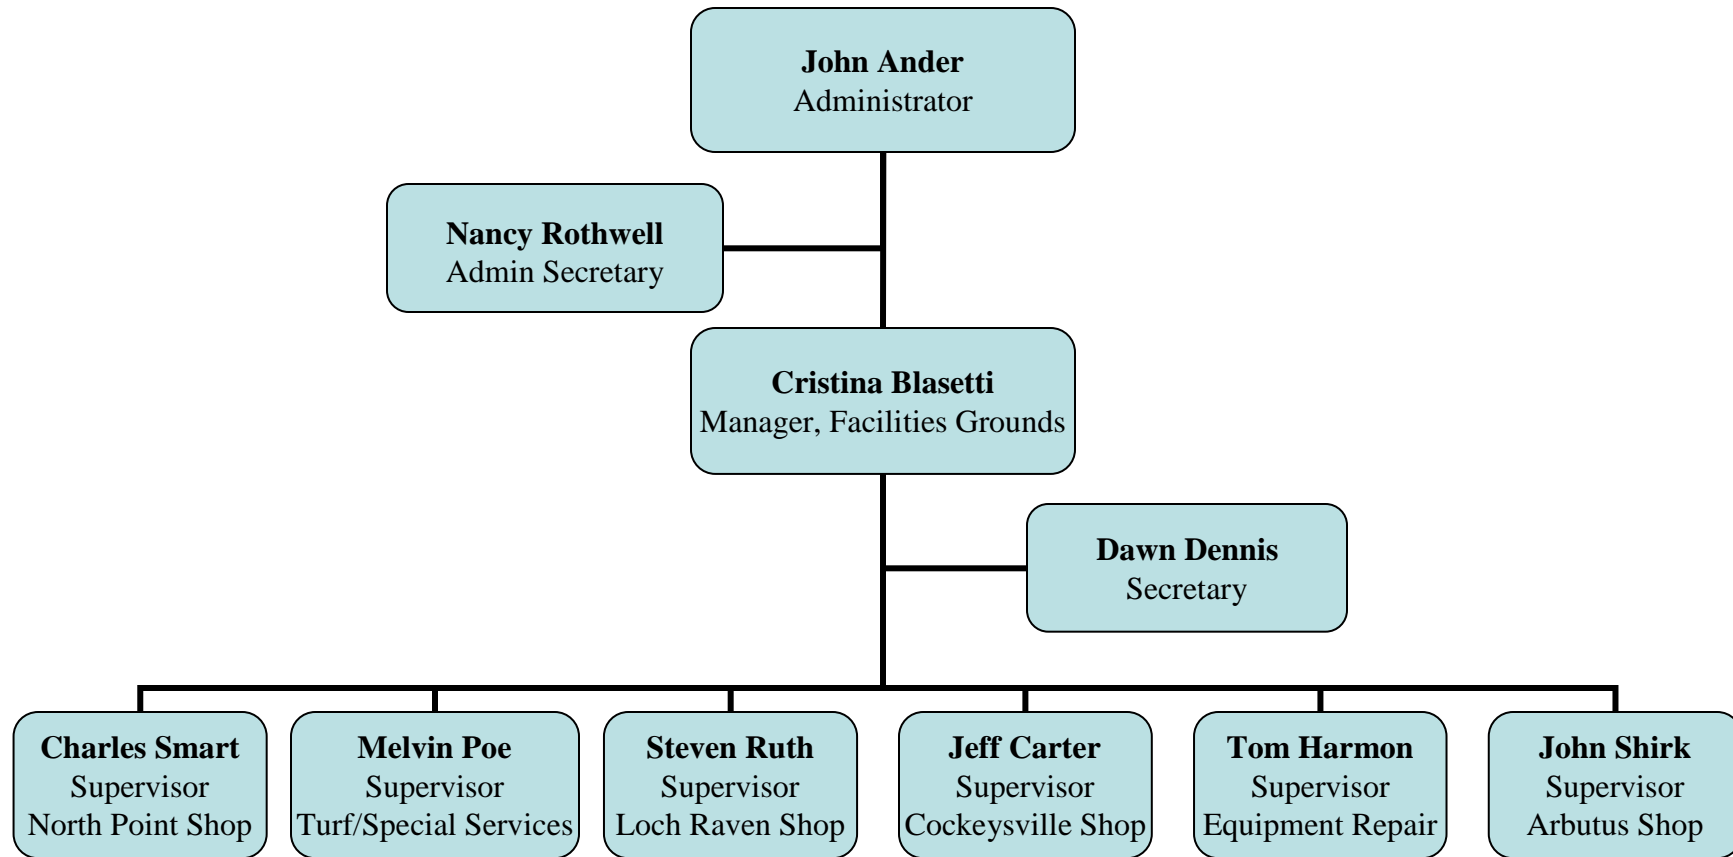 John Ander
Administrator
Nancy Rothwell
Admin Secretary
Cristina Blasetti
Manager, Facilities Grounds
Dawn Dennis
Secretary
Charles Smart
Supervisor
North Point Shop
Melvin Poe
Supervisor
Turf/Special Services
Steven Ruth
Supervisor
Loch Raven Shop
Jeff Carter
Supervisor
Cockeysville Shop
Tom Harmon
Supervisor
Equipment Repair
John Shirk
Supervisor
Arbutus Shop